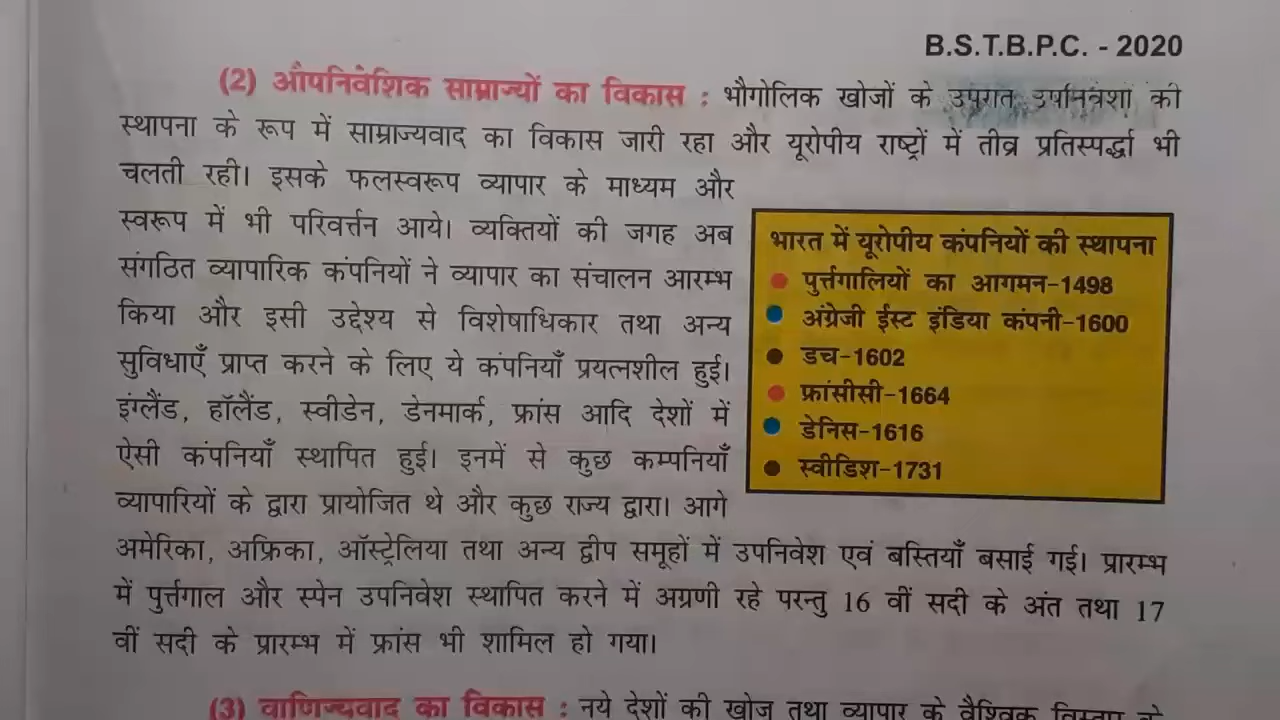 B.S.T.B.P.C. - 2020
(2) औपनिवेशिक साम्राज्यों का विकास : भौगोलिक खोजों के उपगत उपनिवेशों की
स्थापना के रूप में साम्राज्यवाद का विकास जारी रहा और यूरोपीय राष्ट्रों में तीव्र प्रतिस्पर्द्धा भी
चलती रही। इसके फलस्वरूप व्यापार के माध्यम और
स्वरूप में भी परिवर्त्तन आये। व्यक्तियों की जगह अब
संगठित व्यापारिक कंपनियों ने व्यापार का संचालन आरम्भ
किया और इसी उद्देश्य से विशेषाधिकार तथा अन्य
सुविधाएँ प्राप्त करने के लिए ये कंपनियाँ प्रयत्नशील हुई।
इंग्लैंड, हॉलैंड, स्वीडेन, डेनमार्क, फ्रांस आदि देशों में
ऐसी कंपनियाँ स्थापित हुई। इनमें से कुछ कम्पनियाँ
व्यापारियों के द्वारा प्रायोजित थे और कुछ राज्य द्वारा। आगे
अमेरिका, अफ्रिका, ऑस्ट्रेलिया तथा अन्य द्वीप समूहों में उपनिवेश एवं बस्तियाँ बसाई गई। प्रारम्भ
में पुर्त्तगाल और स्पेन उपनिवेश स्थापित करने में अग्रणी रहे परन्तु 16 वीं सदी के अंत तथा 17
वीं सदी के प्रारम्भ में फ्रांस भी शामिल हो गया।
भारत में यूरोपीय कंपनियों की स्थापना
पुर्त्तगालियों का आगमन-1498
अंग्रेजी ईस्ट इंडिया कंपनी-1600
डच-1602
फ्रांसीसी-1664
डेनिस-1616
स्वीडिश-1731
(3) वाणिज्यवाद का विकास : नये देशों की खोज तथा व्यापार के वैश्विक